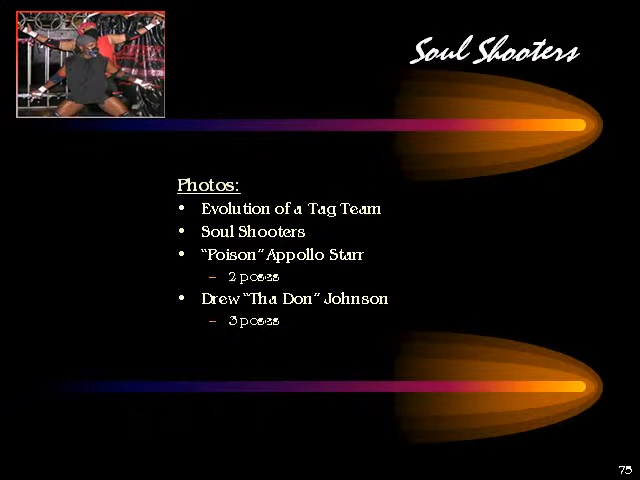 Soul Shooters
Photos:
• Evolution of a Tag Team
• Soul Shooters
• "Poison" Appollo Starr
– 2 poses
• Drew "Tha Don" Johnson
– 3 poses
75